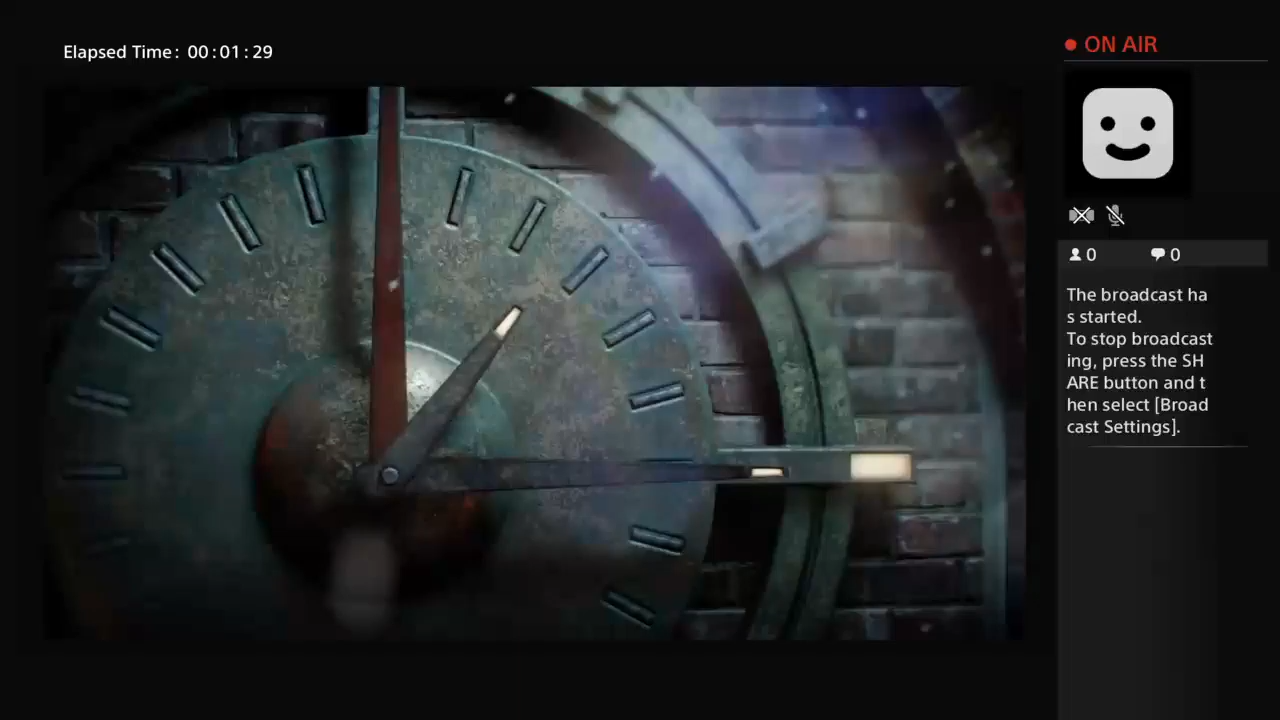 Elapsed Time: 00:01:29
ON AIR
0 0
The broadcast ha
s started.
To stop broadcast
ing, press the SH
ARE button and t
hen select [Broad
cast Settings].